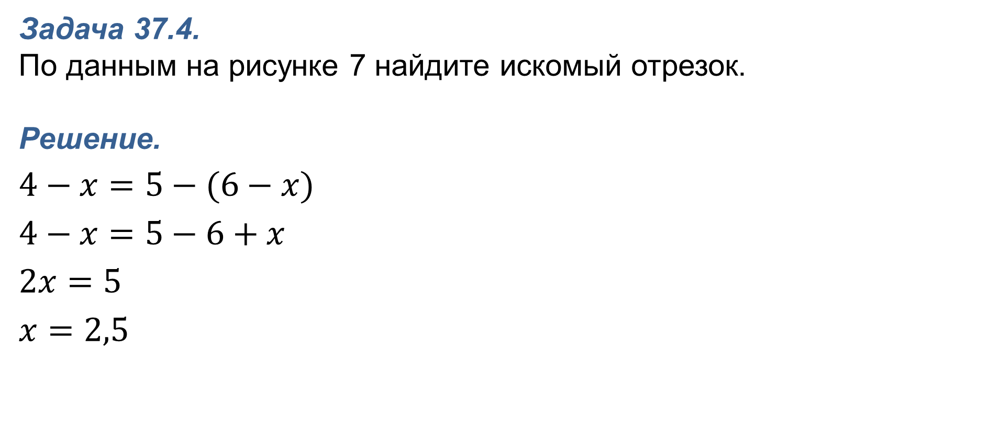 Задача 37.4.
По данным на рисунке 7 найдите искомый отрезок.
Решение.
4 − x = 5 − (6 − x)
4 − x = 5 − 6 + x
2x = 5
x = 2,5